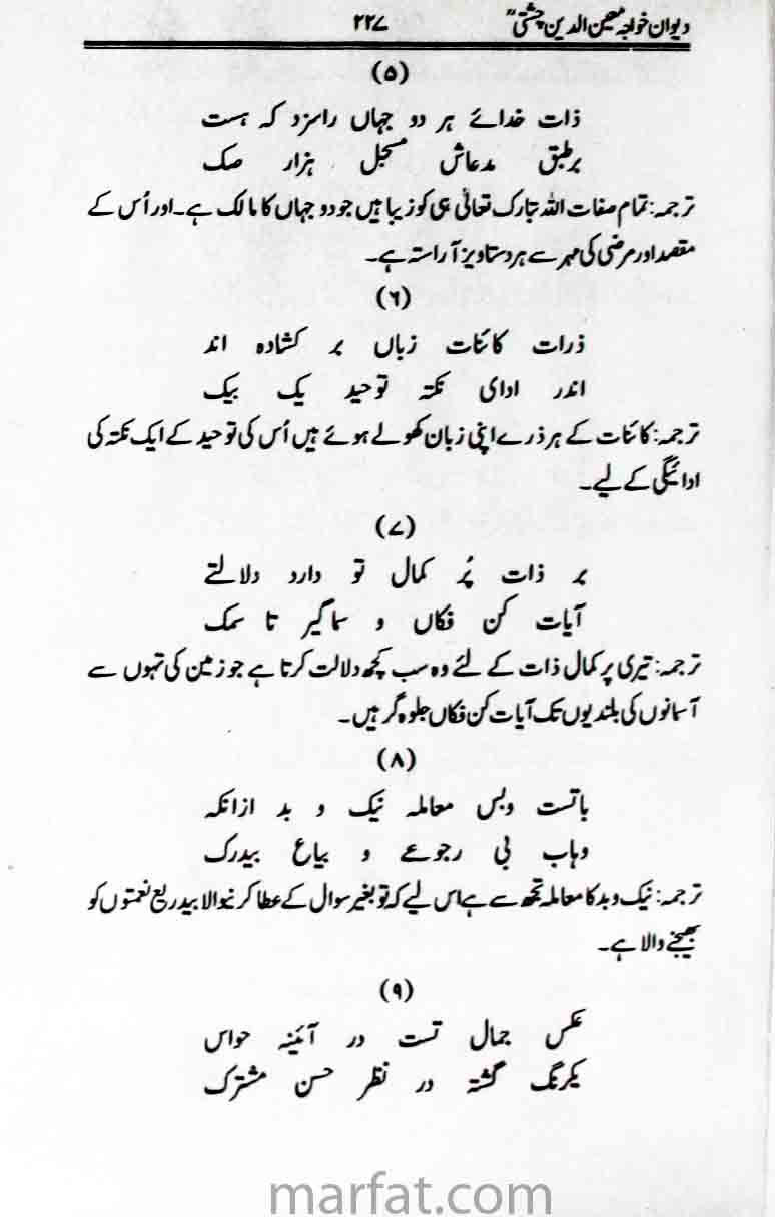 دیوان خواجہ معین الدین چشتیؒ ۲۲۷
(۵)
ذات خدائے ہر دو جہاں راسزد کہ ہست
برطبق مدعاش مسجل ہزار صک
ترجمہ: تمام صفات اللہ تبارک تعالٰی ہی کو زیبا ہیں جو دو جہاں کا مالک ہے۔ اور اُس کے
مقصد اور مرضی کی مہر سے ہر دستاویز آراستہ ہے۔
(۶)
ذرات کائنات زباں بر کشادہ اند
اندر ادای نکتہ توحید یک بیک
ترجمہ: کائنات کے ہر ذرے اپنی زبان کھولے ہوئے ہیں اُس کی توحید کے ایک نکتہ کی
ادائیگی کے لیے۔
(۷)
بر ذات پُر کمال تو دارد دلالتے
آیات کن فکاں و سماگیر تا سمک
ترجمہ: تیری پر کمال ذات کے لئے وہ سب کچھ دلالت کرتا ہے جو زمین کی تہوں سے
آسمانوں کی بلندیوں تک آیات کن فکاں جلوہ گر ہیں۔
(۸)
باتست وبس معاملہ نیک و بد ازانکہ
وہاب بی رجوعے و بیاع بیدرک
ترجمہ: نیک و بد کا معاملہ تجھ سے ہے اس لیے کہ تو بغیر سوال کے عطا کرنیوالا بیدریغ نعمتوں کو
بھیجنے والا ہے۔
(۹)
عکس جمال تست در آئینہ حواس
یکرنگ گشتہ در نظر حسن مشترک
marfat.com